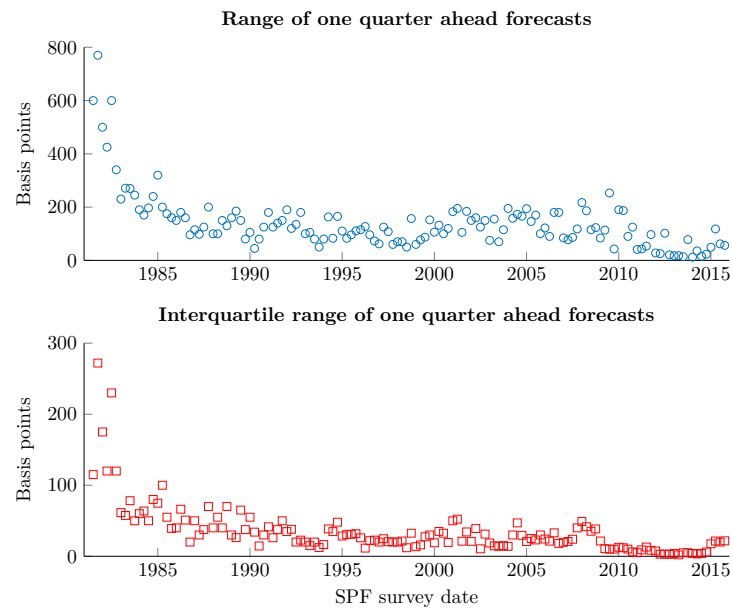 Range of one quarter ahead forecasts
800
600
400
200
0
Basis points
1985 1990 1995 2000 2005 2010 2015
Interquartile range of one quarter ahead forecasts
300
200
100
0
Basis points
1985 1990 1995 2000 2005 2010 2015
SPF survey date